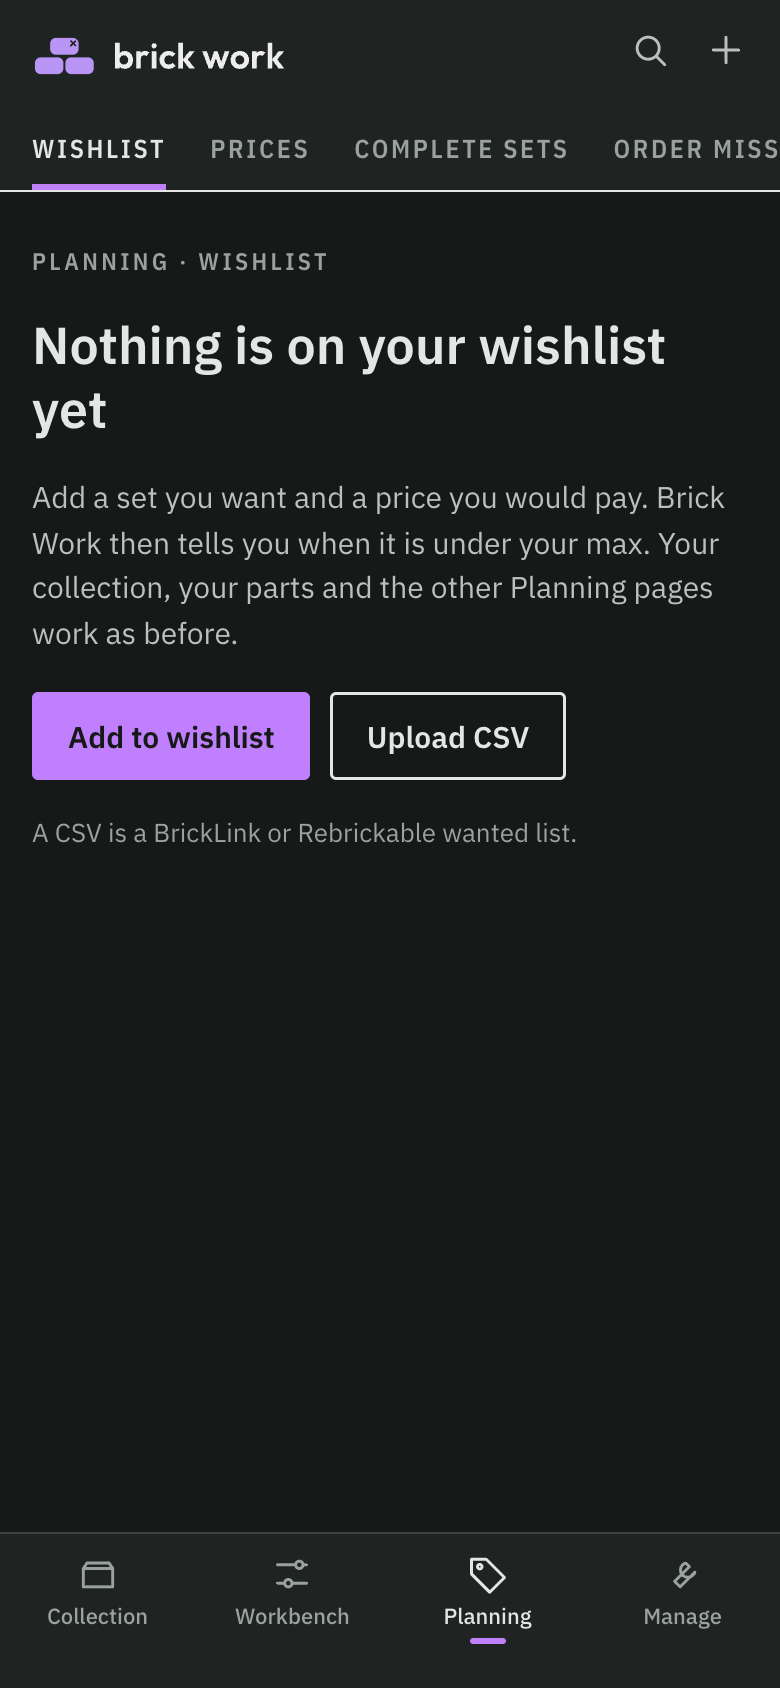 brick work
WISHLIST PRICES COMPLETE SETS ORDER MISS
PLANNING · WISHLIST
Nothing is on your wishlist
yet
Add a set you want and a price you would pay. Brick
Work then tells you when it is under your max. Your
collection, your parts and the other Planning pages
work as before.
Add to wishlist Upload CSV
A CSV is a BrickLink or Rebrickable wanted list.
Collection Workbench Planning Manage